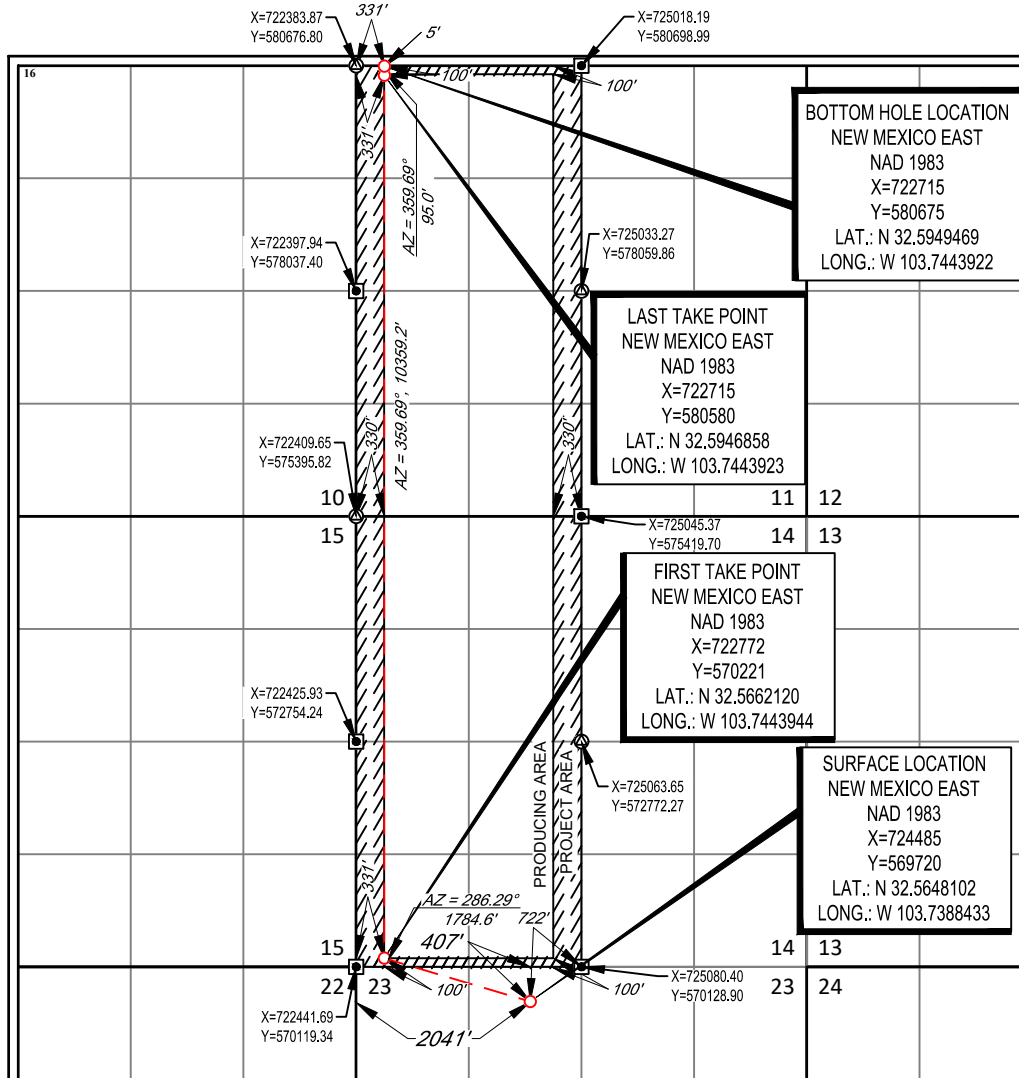 331'
X=722383.87
Y=580676.80
5'
X=725018.19
Y=580698.99
16
100'
100'
331'
AZ = 359.69°
95.0'
BOTTOM HOLE LOCATION
NEW MEXICO EAST
NAD 1983
X=722715
Y=580675
LAT.: N 32.5949469
LONG.: W 103.7443922
X=722397.94
Y=578037.40
X=725033.27
Y=578059.86
LAST TAKE POINT
NEW MEXICO EAST
NAD 1983
X=722715
Y=580580
LAT.: N 32.5946858
LONG.: W 103.7443923
AZ = 359.69°, 10359.2'
330'
330'
X=722409.65
Y=575395.82
10
11
12
15
14
13
X=725045.37
Y=575419.70
FIRST TAKE POINT
NEW MEXICO EAST
NAD 1983
X=722772
Y=570221
LAT.: N 32.5662120
LONG.: W 103.7443944
X=722425.93
Y=572754.24
X=725063.65
Y=572772.27
PRODUCING AREA
PROJECT AREA
SURFACE LOCATION
NEW MEXICO EAST
NAD 1983
X=724485
Y=569720
LAT.: N 32.5648102
LONG.: W 103.7388433
331'
AZ = 286.29°
1784.6'
722'
407'
15
14
13
22
23
23
24
100'
100'
X=725080.40
Y=570128.90
X=722441.69
Y=570119.34
2041'